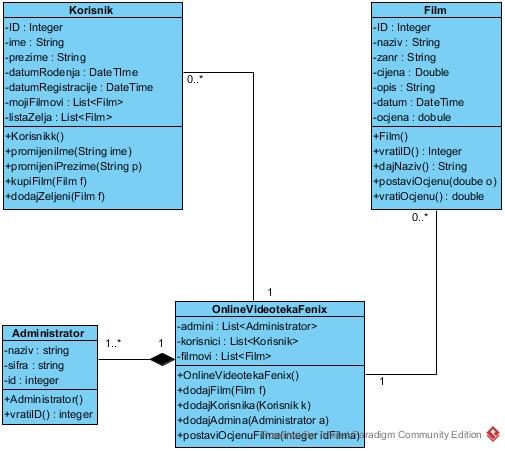 Korisnik
-ID : Integer
-ime : String
-prezime : String
-datumRodenja : DateTIme
-datumRegistracije : DateTime
-mojiFilmovi : List<Film>
-listaZelja : List<Film>
+Korisnikk()
+promijeniIme(String ime)
+promijeniPrezime(String p)
+kupiFilm(Film f)
+dodajZeljeni(Film f)
0..*
Film
-ID : Integer
-naziv : String
-zanr : String
-cijena : Double
-opis : String
-datum : DateTime
-ocjena : dobule
+Film()
+vratiID() : Integer
+dajNaziv() : String
+postaviOcjenu(doube o)
+vratiOcjenu() : double
0..*
1
Administrator
-naziv : string
-sifra : string
-id : integer
+Administrator()
+vratiID() : integer
1..*
1
OnlineVideotekaFenix
-admini : List<Administrator>
-korisnici : List<Korisnik>
-filmovi : List<Film>
+OnlineVideotekaFenix()
+dodajFilm(Film f)
+dodajKorisnika(Korisnik k)
+dodajAdmina(Administrator a)
+postaviOcjenuFilma(integer idFilma)
1
Paradigm Community Edition